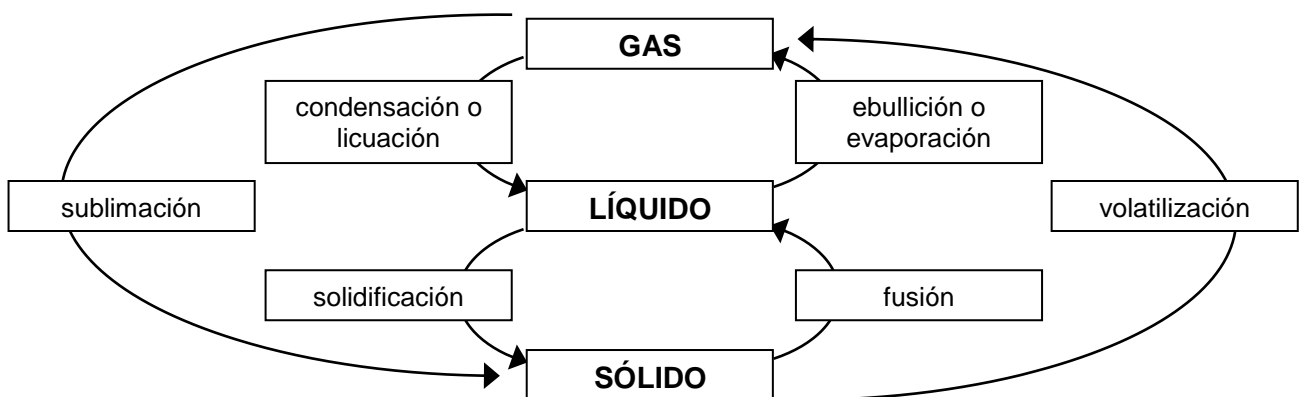 GAS
condensación o
licuación
ebullición o
evaporación
sublimación
LÍQUIDO
volatilización
solidificación
fusión
SÓLIDO